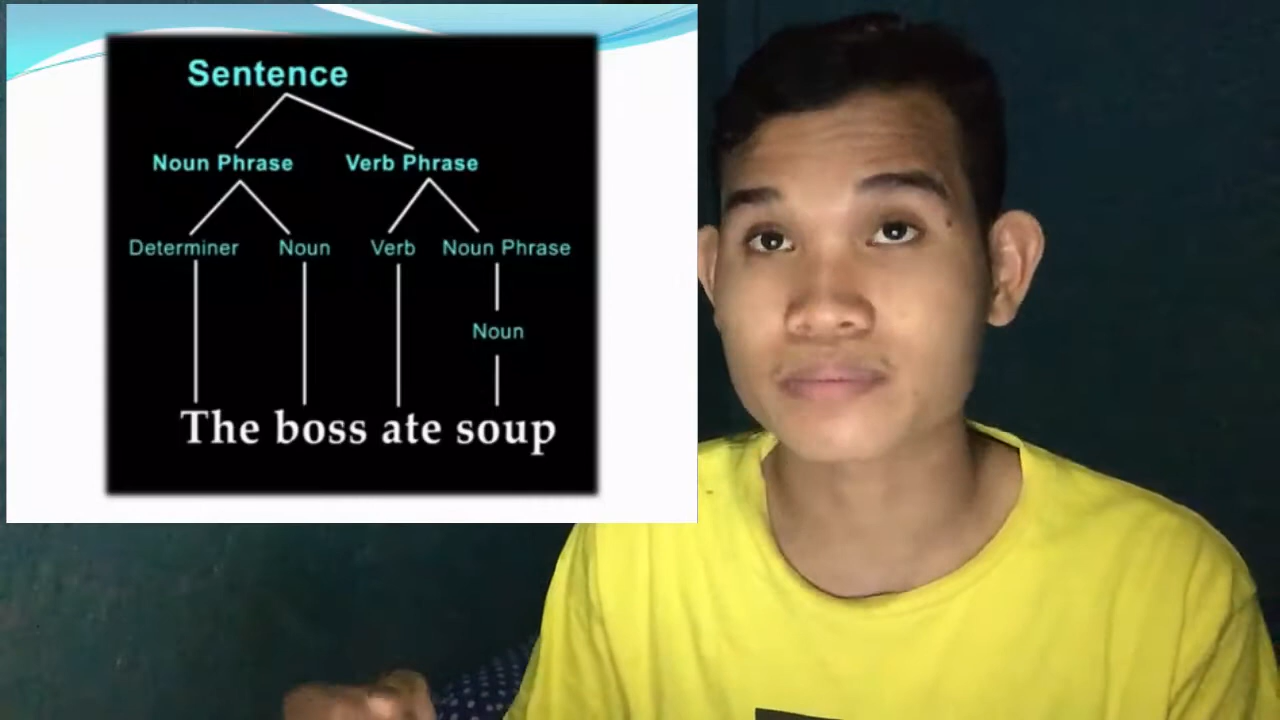 Sentence
Noun Phrase Verb Phrase
Determiner Noun Verb Noun Phrase
Noun
The boss ate soup